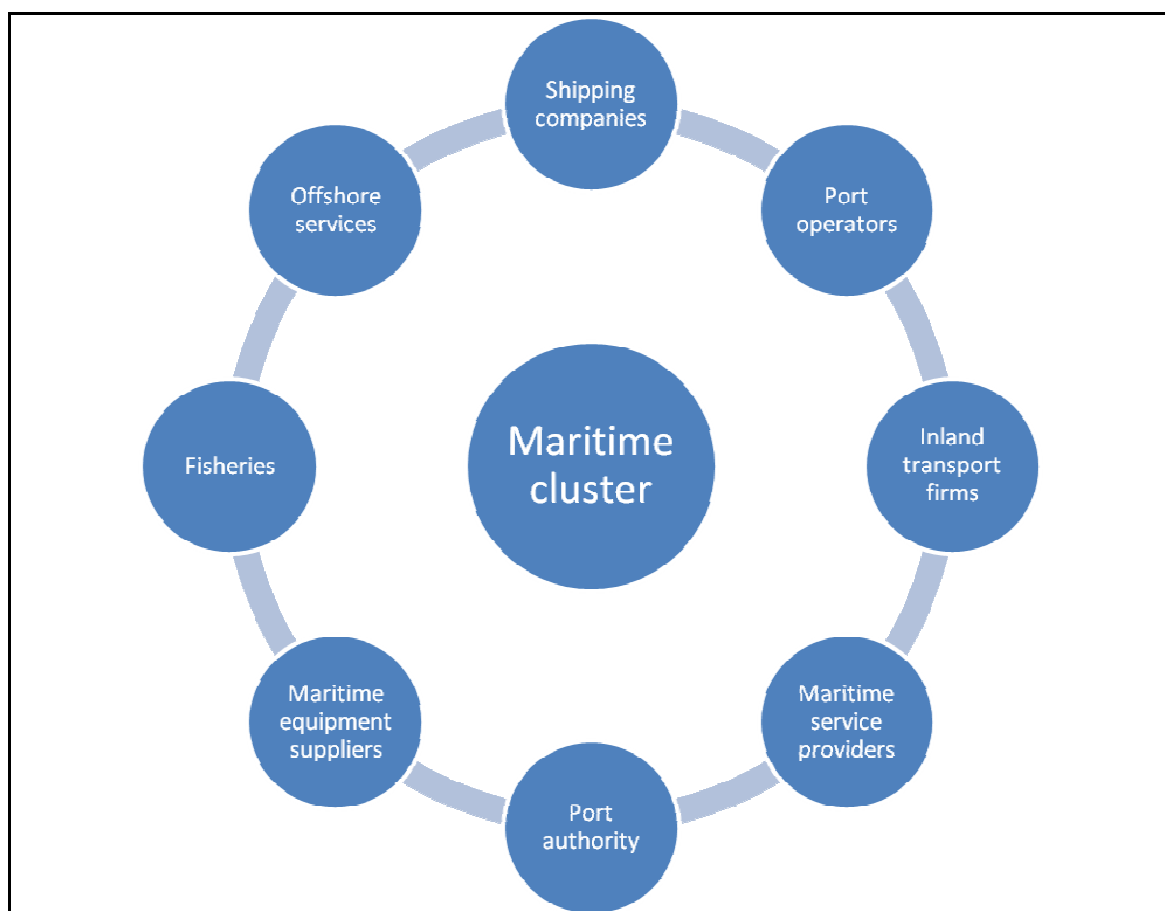 Shipping
companies
Port
operators
Inland
transport
firms
Maritime
service
providers
Port
authority
Maritime
equipment
suppliers
Fisheries
Offshore
services
Maritime
cluster